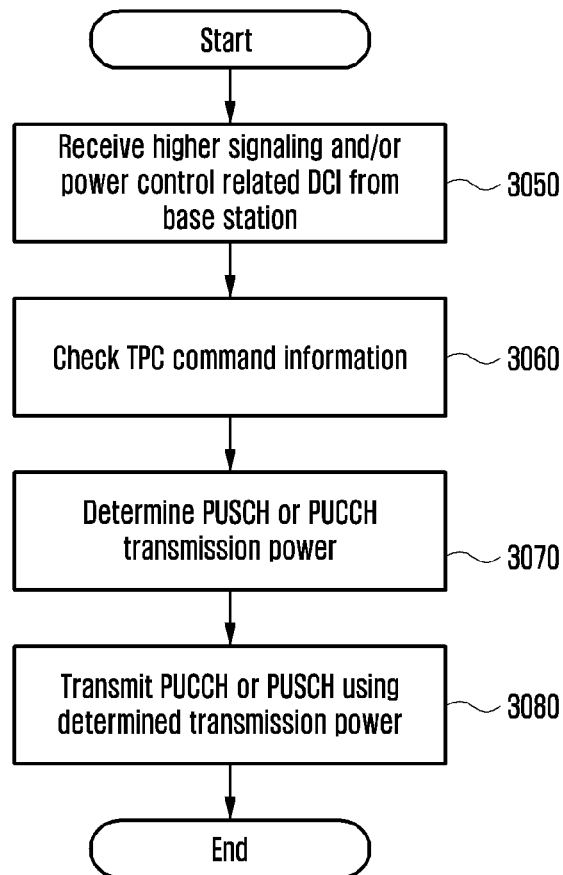 Start
Receive higher signaling and/or
power control related DCI from
base station
3050
Check TPC command information
3060
Determine PUSCH or PUCCH
transmission power
3070
Transmit PUCCH or PUSCH using
determined transmission power
3080
End